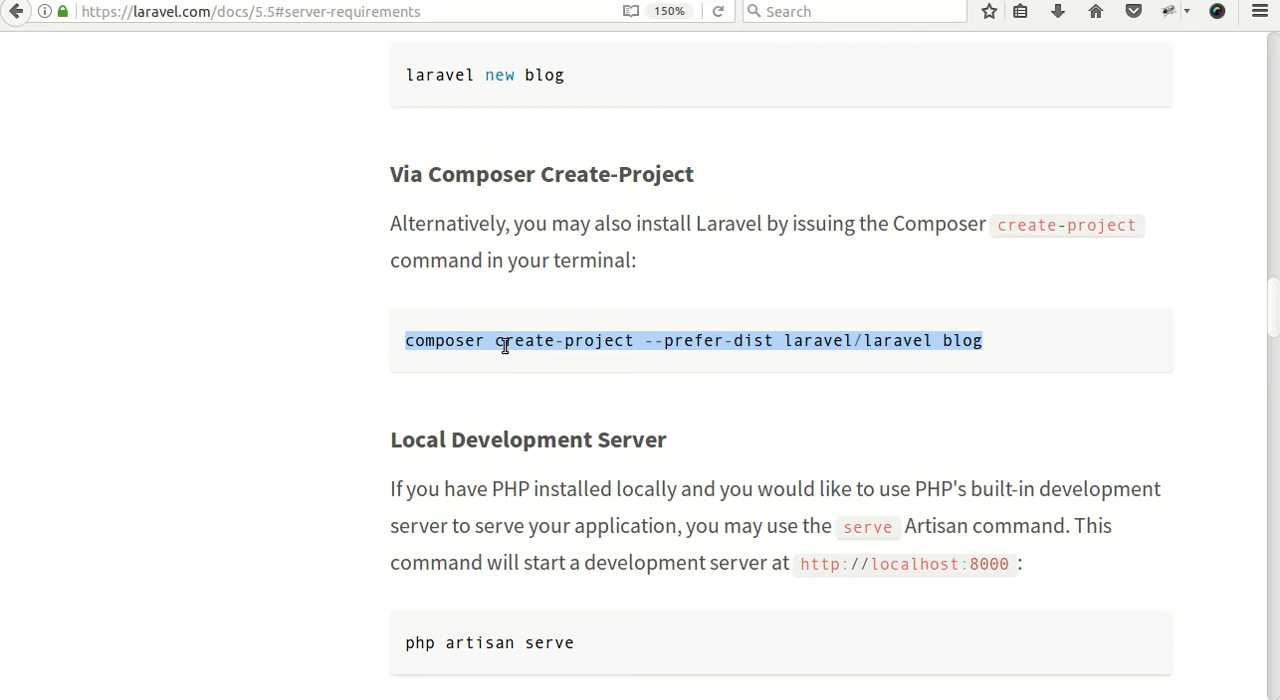 https://laravel.com/docs/5.5#server-requirements 150% Search
laravel new blog
Via Composer Create-Project
Alternatively, you may also install Laravel by issuing the Composer create-project
command in your terminal:
composer create-project --prefer-dist laravel/laravel blog
Local Development Server
If you have PHP installed locally and you would like to use PHP's built-in development
server to serve your application, you may use the serve Artisan command. This
command will start a development server at http://localhost:8000 :
php artisan serve